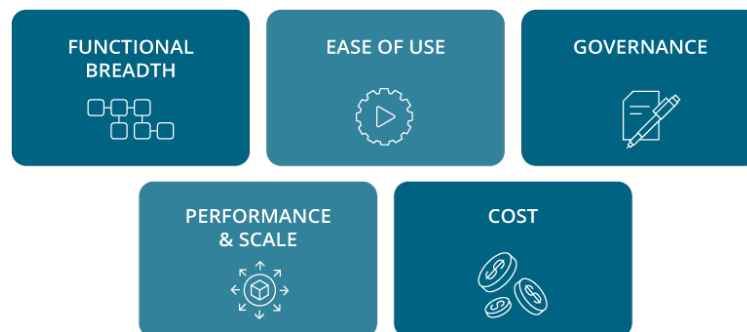 FUNCTIONAL
BREADTH
EASE OF USE
GOVERNANCE
PERFORMANCE
& SCALE
COST